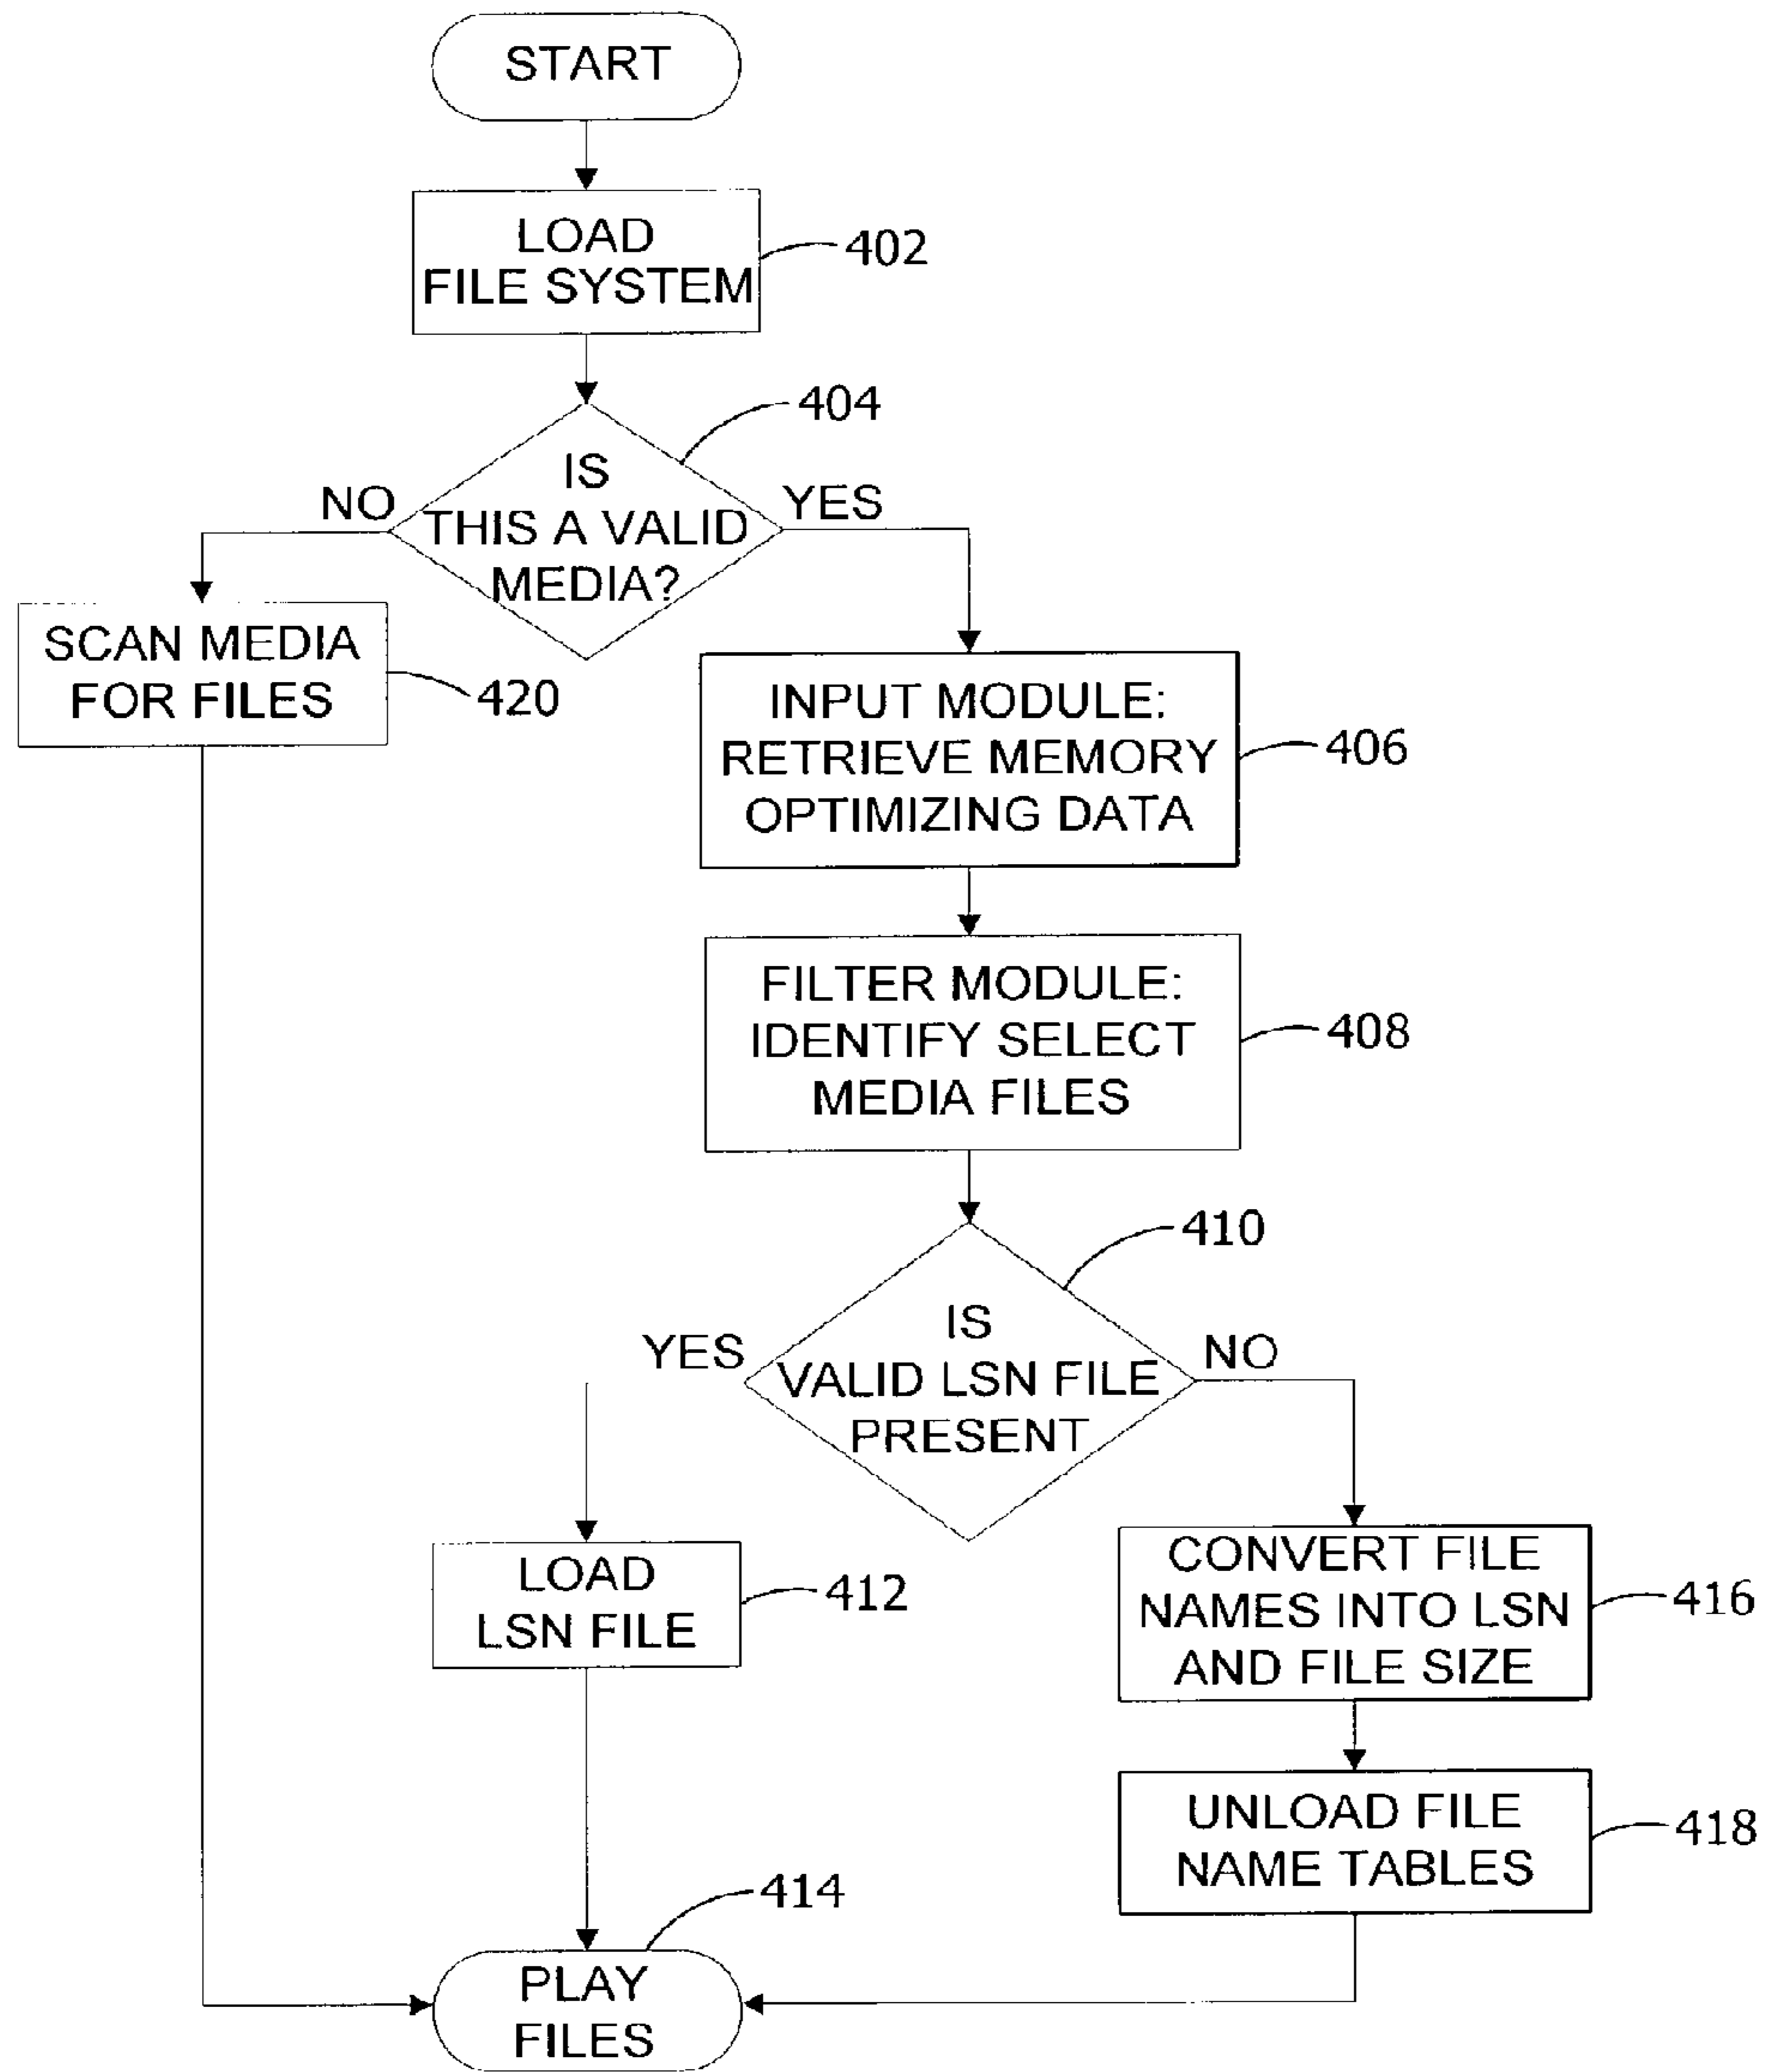 START
LOAD
FILE SYSTEM
402
404
IS
THIS A VALID
MEDIA?
NO
YES
SCAN MEDIA
FOR FILES
420
INPUT MODULE:
RETRIEVE MEMORY
OPTIMIZING DATA
406
FILTER MODULE:
IDENTIFY SELECT
MEDIA FILES
408
410
IS
VALID LSN FILE
PRESENT
YES
NO
LOAD
LSN FILE
412
CONVERT FILE
NAMES INTO LSN
AND FILE SIZE
416
UNLOAD FILE
NAME TABLES
418
414
PLAY
FILES